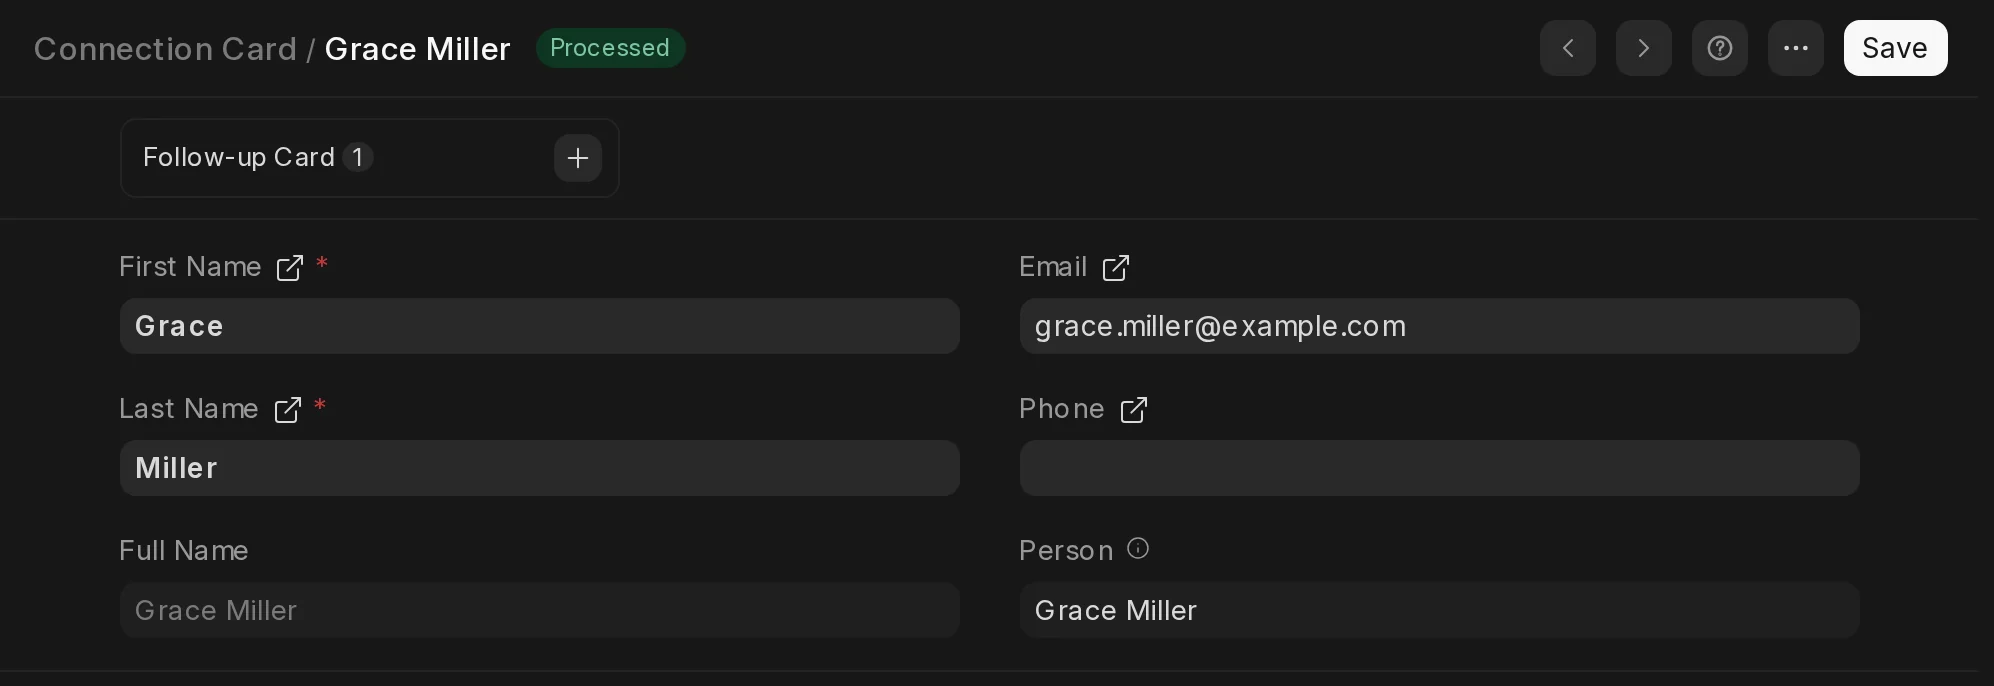 Connection Card / Grace Miller Processed Save
Follow-up Card 1
First Name *
Grace
Last Name *
Miller
Full Name
Grace Miller
Email
grace.miller@example.com
Phone
Person
Grace Miller